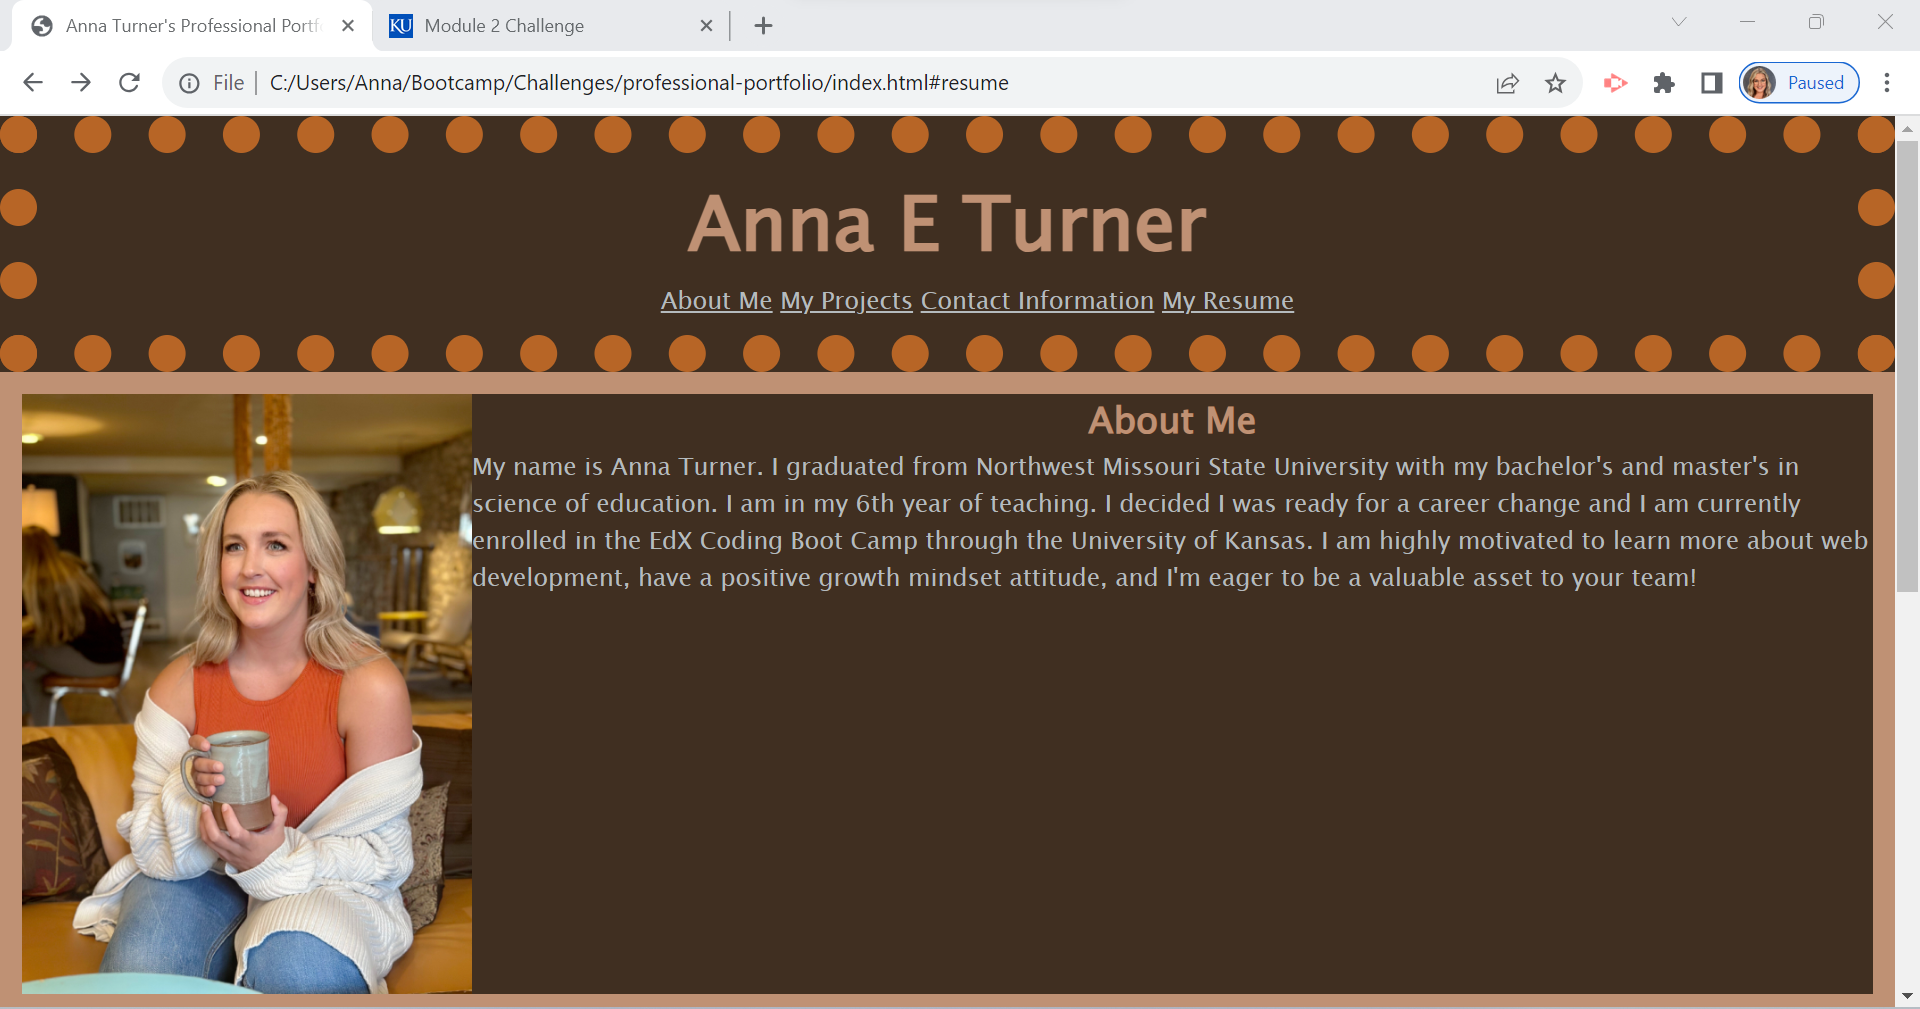 Anna Turner's Professional Portf
KU Module 2 Challenge
File C:/Users/Anna/Bootcamp/Challenges/professional-portfolio/index.html#resume
Paused
Anna E Turner
About Me My Projects Contact Information My Resume
About Me
My name is Anna Turner. I graduated from Northwest Missouri State University with my bachelor's and master's in
science of education. I am in my 6th year of teaching. I decided I was ready for a career change and I am currently
enrolled in the EdX Coding Boot Camp through the University of Kansas. I am highly motivated to learn more about web
development, have a positive growth mindset attitude, and I'm eager to be a valuable asset to your team!